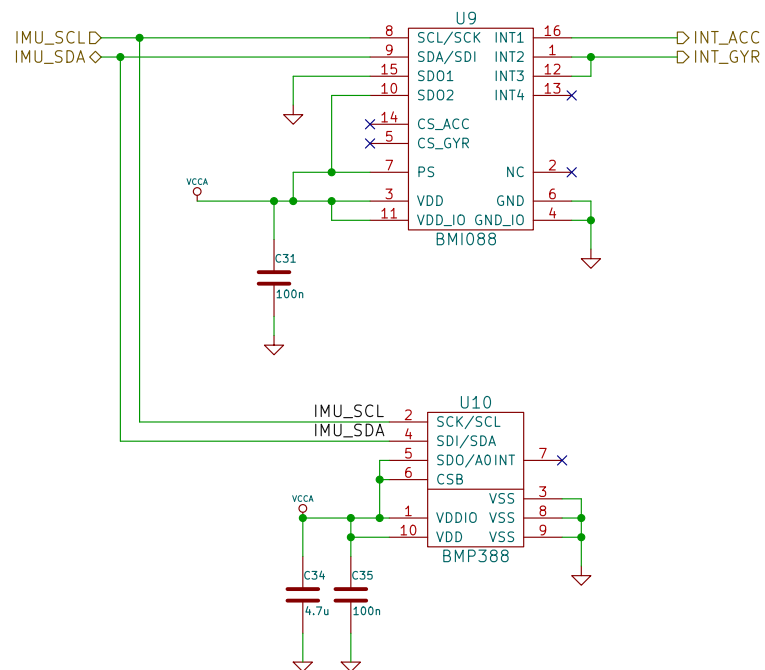 U9
IMU_SCL 8 SCL/SCK INT1 16 INT_ACC
IMU_SDA 9 SDA/SDI INT2 1 INT_GYR
15 SDO1 INT3 12
10 SDO2 INT4 13
14 CS_ACC
5 CS_GYR
7 PS NC 2
VCCA
3 VDD GND 6
11 VDD_IO GND_IO 4
BMI088
C31
100n
U10
IMU_SCL 2 SCK/SCL
IMU_SDA 4 SDI/SDA
5 SDO/A0 INT 7
6 CSB
VSS 3
VCCA
1 VDDIO VSS 8
10 VDD VSS 9
BMP388
C34 C35
4.7u 100n